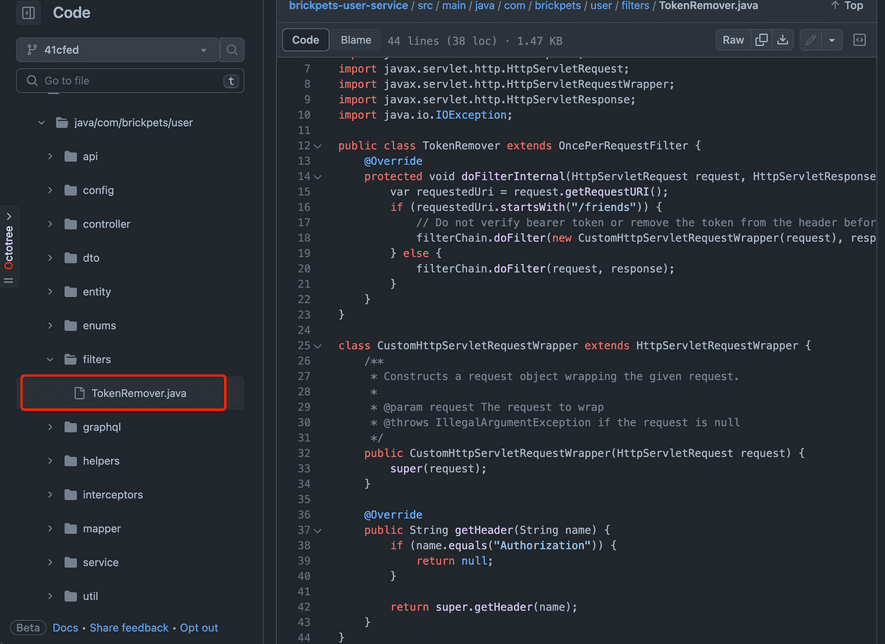 Code
41cfed
Go to file
t
java/com/brickpets/user
api
config
controller
dto
entity
enums
filters
TokenRemover.java
graphql
helpers
interceptors
mapper
service
util
Beta Docs • Share feedback • Opt out
Octotree
brickpets-user-service / src / main / java / com / brickpets / user / filters / TokenRemover.java
Top
Code Blame 44 lines (38 loc) · 1.47 KB Raw
7 import javax.servlet.http.HttpServletRequest;
8 import javax.servlet.http.HttpServletRequestWrapper;
9 import javax.servlet.http.HttpServletResponse;
10 import java.io.IOException;
11
12 public class TokenRemover extends OncePerRequestFilter {
13 @Override
14 protected void doFilterInternal(HttpServletRequest request, HttpServletResponse
15 var requestedUri = request.getRequestURI();
16 if (requestedUri.startsWith("/friends")) {
17 // Do not verify bearer token or remove the token from the header befor
18 filterChain.doFilter(new CustomHttpServletRequestWrapper(request), resp
19 } else {
20 filterChain.doFilter(request, response);
21 }
22 }
23 }
24
25 class CustomHttpServletRequestWrapper extends HttpServletRequestWrapper {
26 /**
27 * Constructs a request object wrapping the given request.
28 *
29 * @param request The request to wrap
30 * @throws IllegalArgumentException if the request is null
31 */
32 public CustomHttpServletRequestWrapper(HttpServletRequest request) {
33 super(request);
34 }
35
36 @Override
37 public String getHeader(String name) {
38 if (name.equals("Authorization")) {
39 return null;
40 }
41
42 return super.getHeader(name);
43 }
44 }